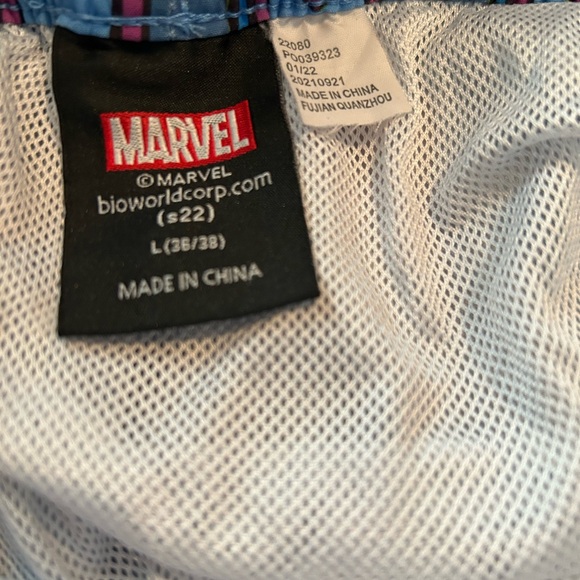 MARVEL
© MARVEL
bioworldcorp.com
(s22)
L (36/38)
MADE IN CHINA
22080
PO039323
01/22
20210921
MADE IN CHINA
FUJIAN QUANZHOU